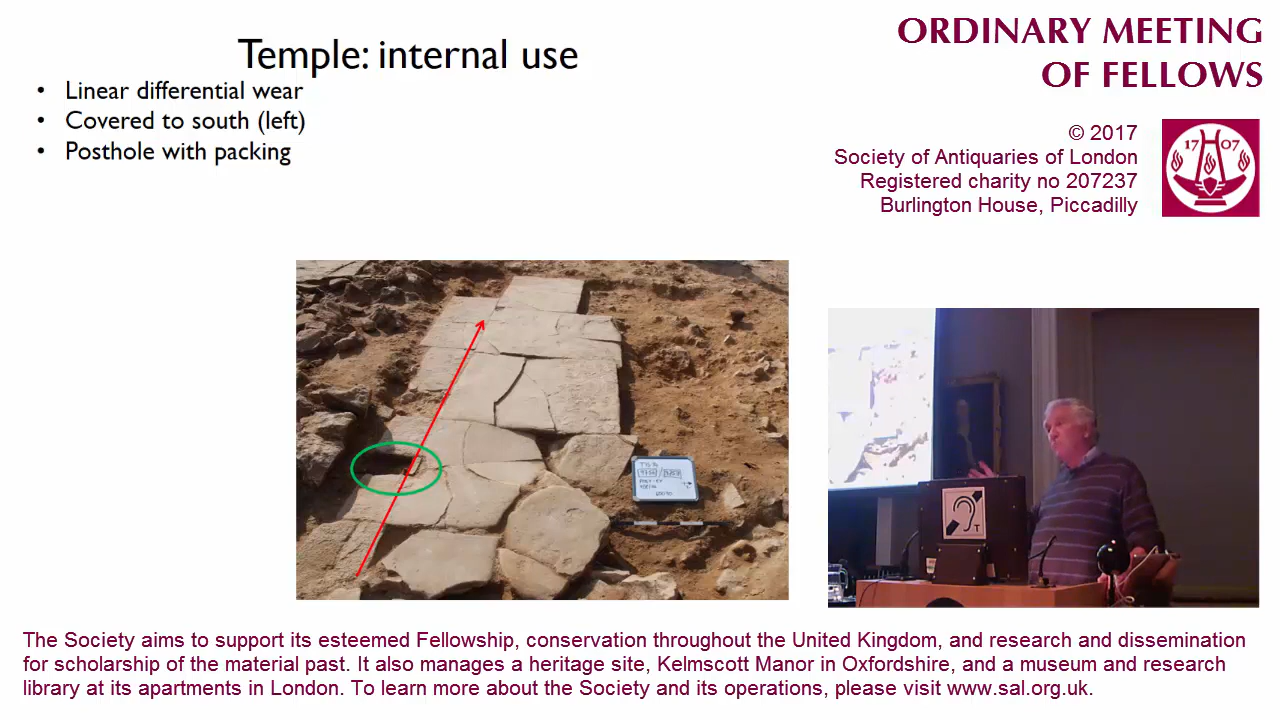 Temple: internal use
• Linear differential wear
• Covered to south (left)
• Posthole with packing
ORDINARY MEETING
OF FELLOWS
© 2017
Society of Antiquaries of London
Registered charity no 207237
Burlington House, Piccadilly
17 07
T
The Society aims to support its esteemed Fellowship, conservation throughout the United Kingdom, and research and dissemination
for scholarship of the material past. It also manages a heritage site, Kelmscott Manor in Oxfordshire, and a museum and research
library at its apartments in London. To learn more about the Society and its operations, please visit www.sal.org.uk.